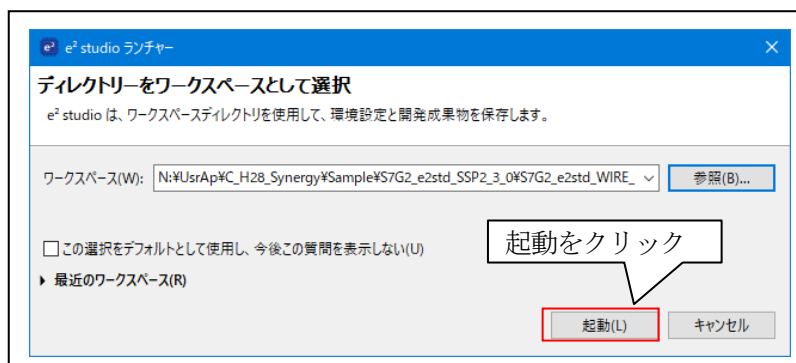 e² studio ランチャー
ディレクトリーをワークスペースとして選択
e² studio は、ワークスペースディレクトリを使用して、環境設定と開発成果物を保存します。
ワークスペース(W): N:¥UsrAp¥C_H28_Synergy¥Sample¥S7G2_e2std_SSP2_3_0¥S7G2_e2std_WIRE_ 参照(B)...
この選択をデフォルトとして使用し、今後この質問を表示しない(U)
起動をクリック
最近のワークスペース(R)
起動(L) キャンセル